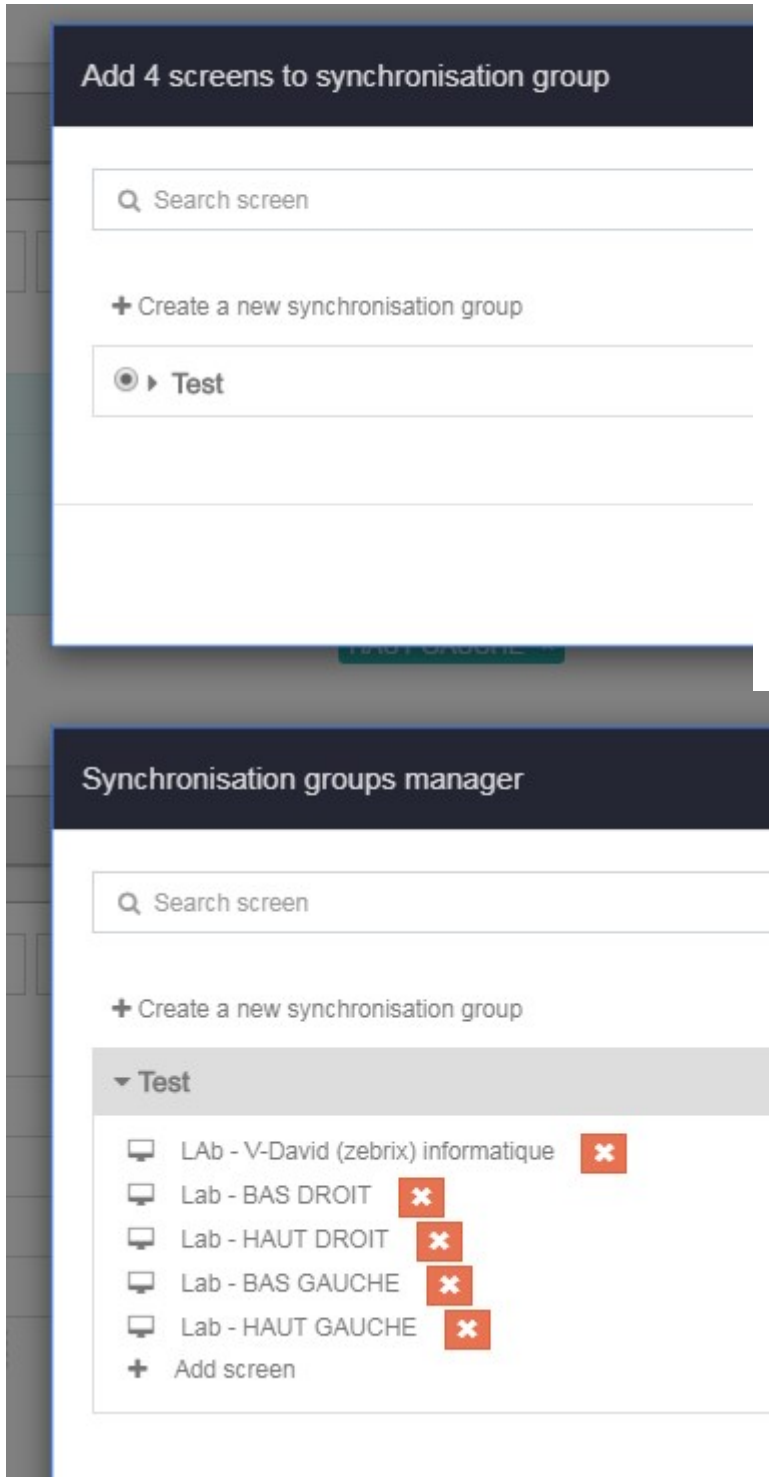 Add 4 screens to synchronisation group
Search screen
Create a new synchronisation group
Test
HAUT GAUCHE
Synchronisation groups manager
Search screen
Create a new synchronisation group
Test
LAb - V-David (zebrix) informatique
Lab - BAS DROIT
Lab - HAUT DROIT
Lab - BAS GAUCHE
Lab - HAUT GAUCHE
Add screen